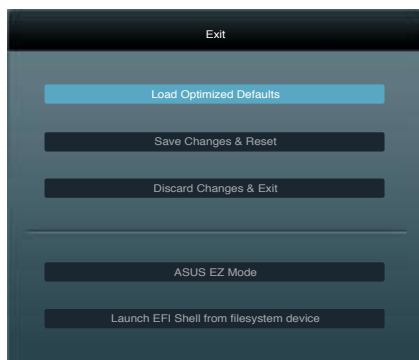 Exit
Load Optimized Defaults
Save Changes & Reset
Discard Changes & Exit
ASUS EZ Mode
Launch EFI Shell from filesystem device